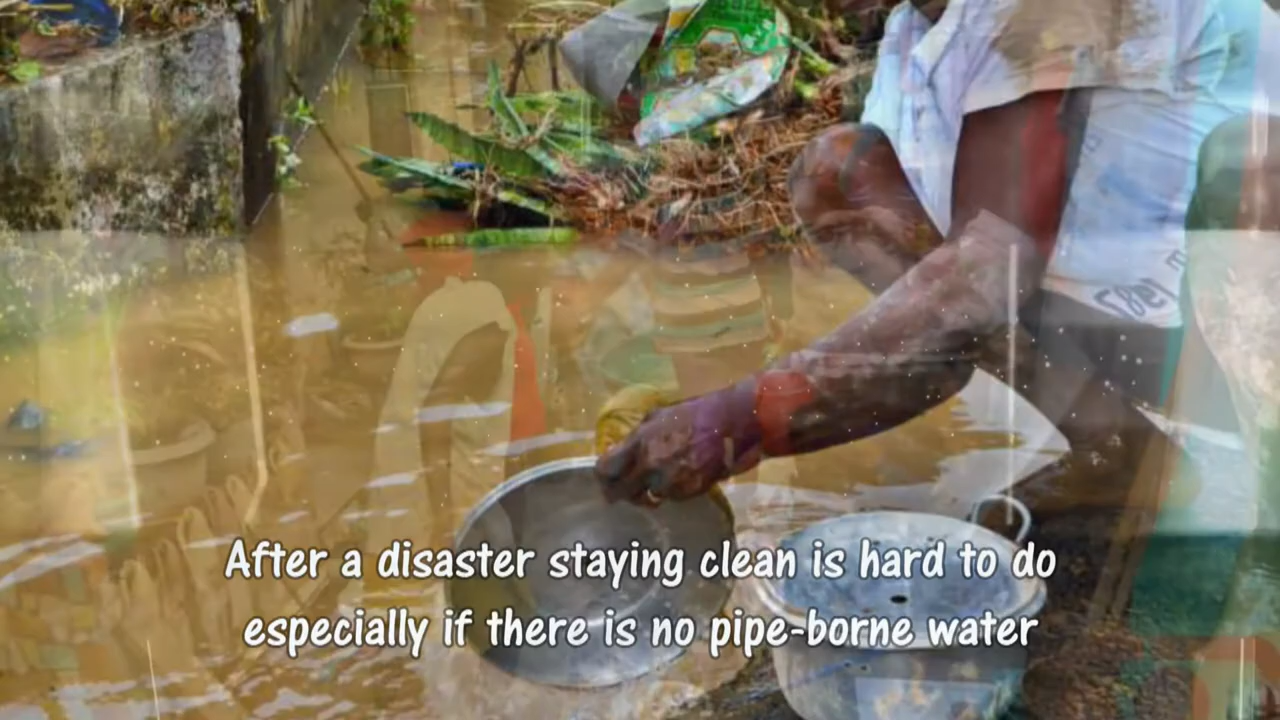 After a disaster staying clean is hard to do
especially if there is no pipe-borne water